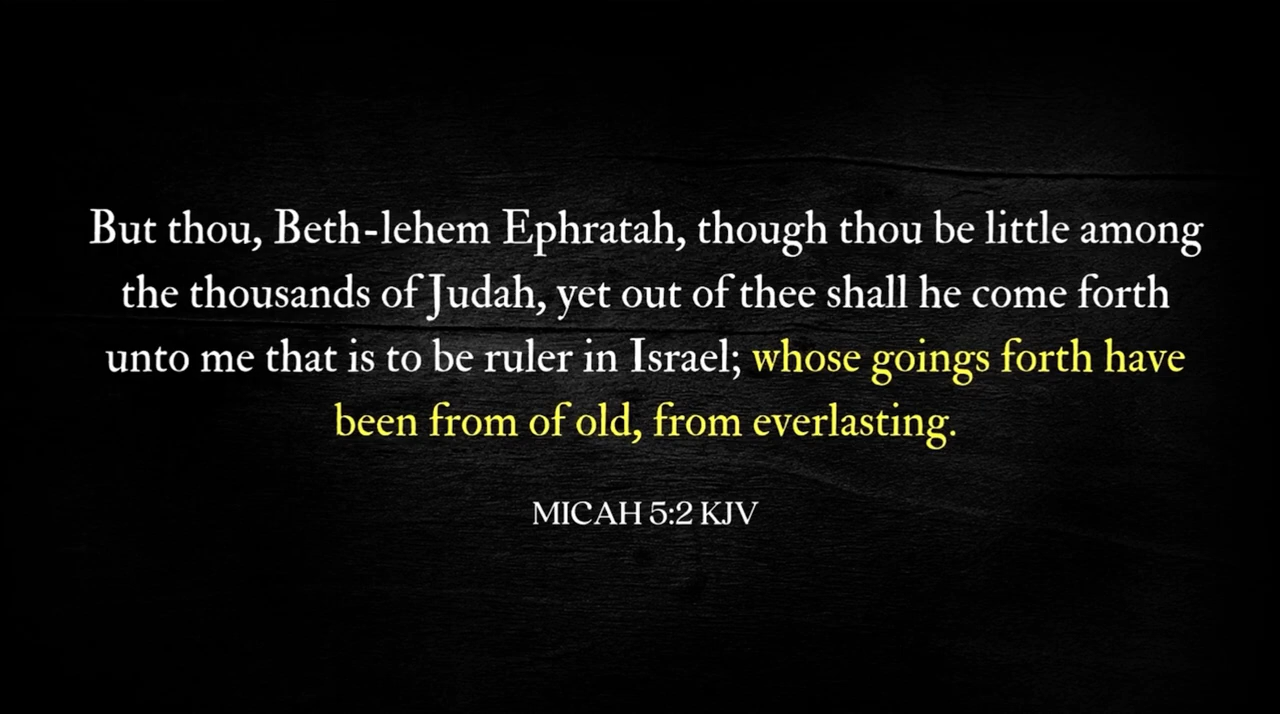 But thou, Beth-lehem Ephratah, though thou be little among
the thousands of Judah, yet out of thee shall he come forth
unto me that is to be ruler in Israel; whose goings forth have
been from of old, from everlasting.
MICAH 5:2 KJV